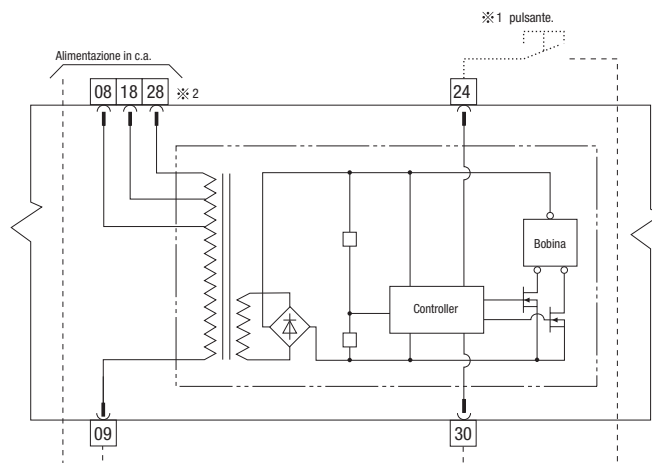 ※1 pulsante.
Alimentazione in c.a.
08 18 28 ※2
24
Bobina
Controller
09
30